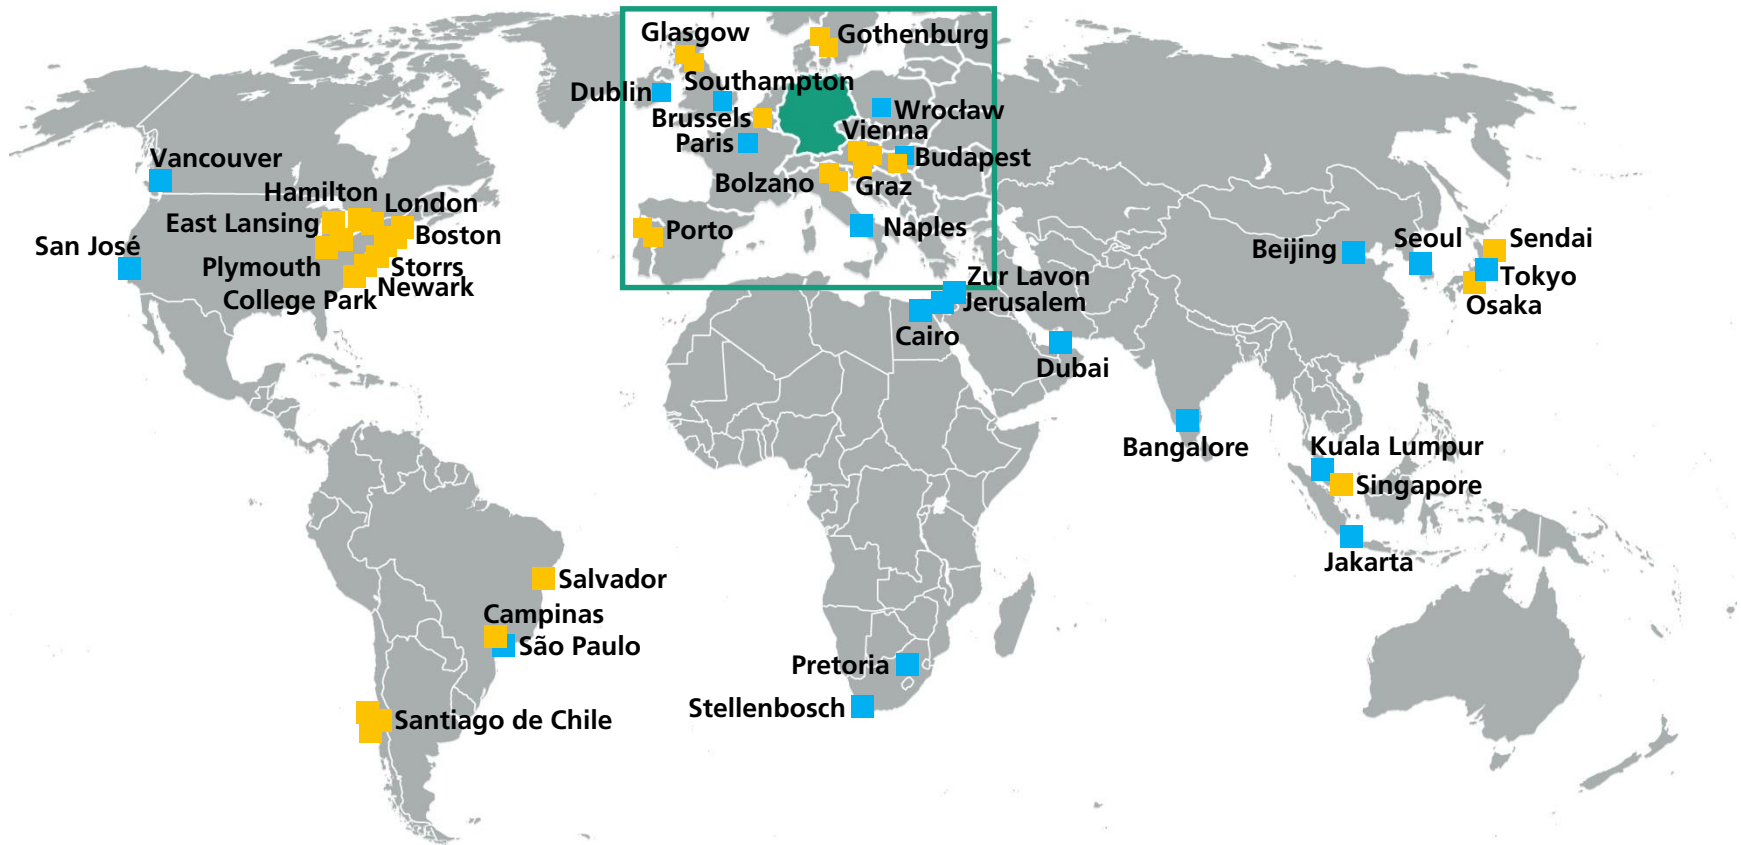 Glasgow
Gothenburg
Dublin
Southampton
Brussels
Wrocław
Paris
Vienna
Budapest
Bolzano
Graz
Porto
Naples
Vancouver
Hamilton
London
East Lansing
Boston
San José
Plymouth
Storrs
College Park
Newark
Zur Lavon
Jerusalem
Cairo
Dubai
Beijing
Seoul
Sendai
Tokyo
Osaka
Bangalore
Kuala Lumpur
Singapore
Jakarta
Salvador
Campinas
São Paulo
Santiago de Chile
Pretoria
Stellenbosch